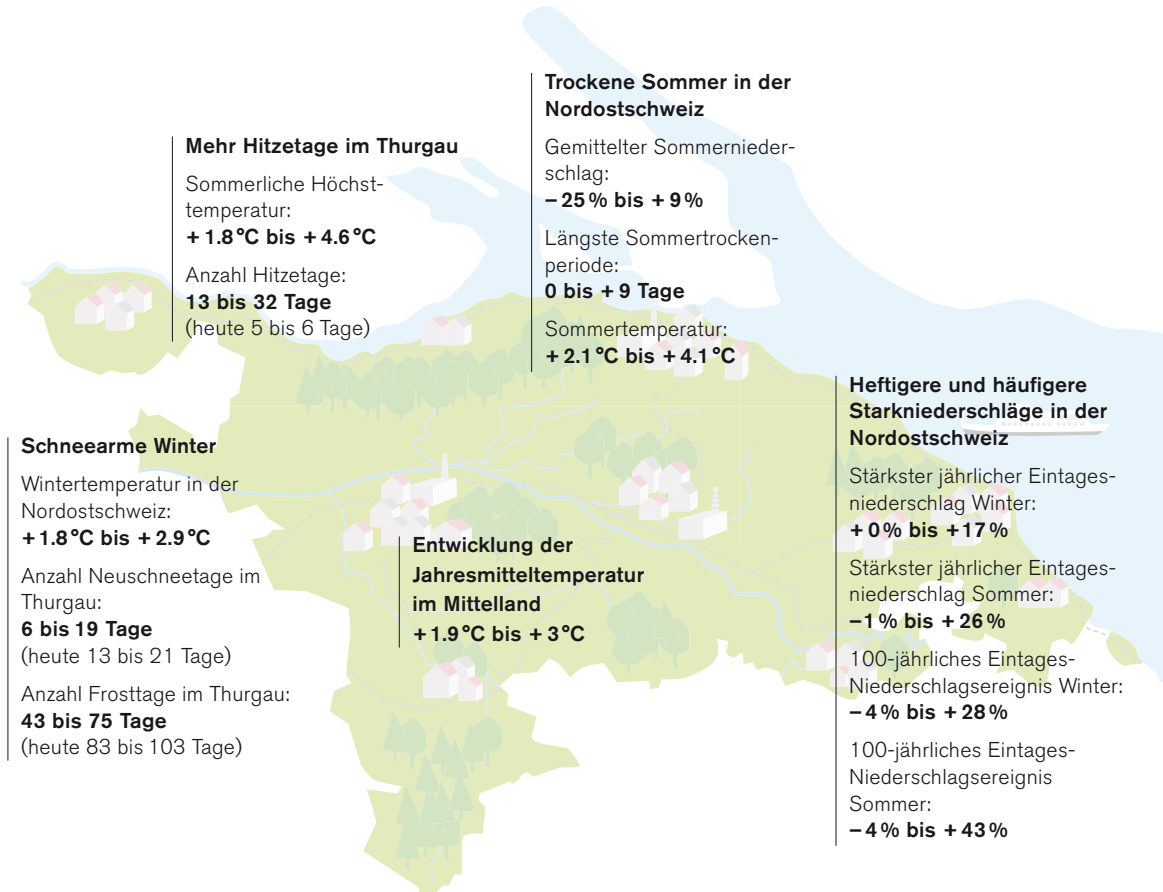 Trockene Sommer in der
Nordostschweiz
Gemittelter Sommernieder-
schlag:
– 25 % bis + 9 %
Längste Sommertrocken-
periode:
0 bis + 9 Tage
Sommertemperatur:
+ 2.1 °C bis + 4.1 °C
Mehr Hitzetage im Thurgau
Sommerliche Höchst-
temperatur:
+ 1.8 °C bis + 4.6 °C
Anzahl Hitzetage:
13 bis 32 Tage
(heute 5 bis 6 Tage)
Heftigere und häufigere
Starkniederschläge in der
Nordostschweiz
Stärkster jährlicher Eintages-
niederschlag Winter:
+ 0 % bis +17 %
Stärkster jährlicher Eintages-
niederschlag Sommer:
–1 % bis + 26 %
100-jährliches Eintages-
Niederschlagsereignis Winter:
– 4 % bis + 28 %
100-jährliches Eintages-
Niederschlagsereignis
Sommer:
– 4 % bis + 43 %
Schneearme Winter
Wintertemperatur in der
Nordostschweiz:
+ 1.8 °C bis + 2.9 °C
Anzahl Neuschneetage im
Thurgau:
6 bis 19 Tage
(heute 13 bis 21 Tage)
Anzahl Frosttage im Thurgau:
43 bis 75 Tage
(heute 83 bis 103 Tage)
Entwicklung der
Jahresmitteltemperatur
im Mittelland
+ 1.9 °C bis + 3 °C